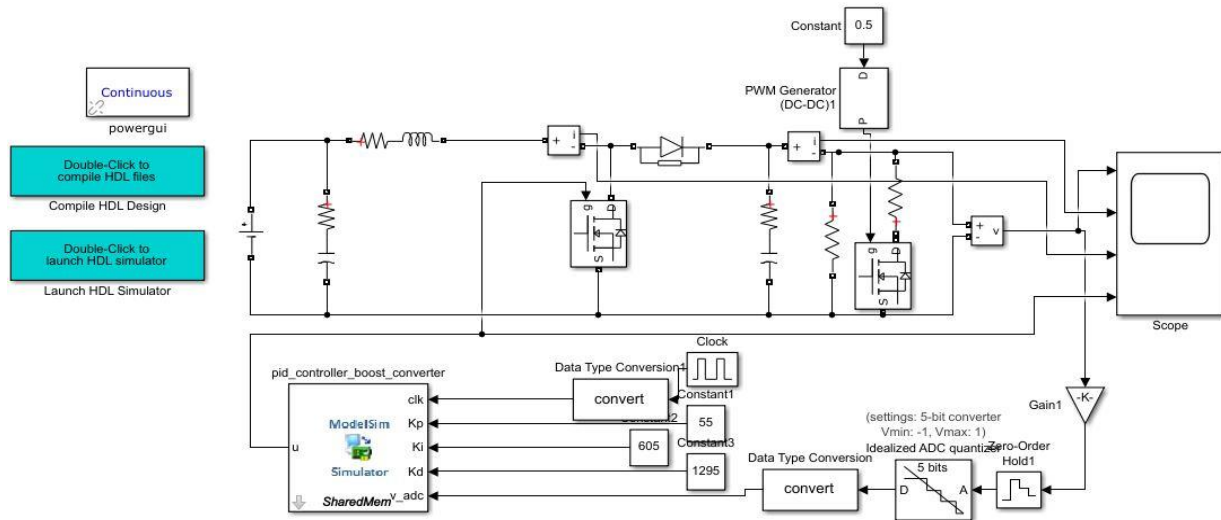 Constant
0.5
Continuous
powergui
PWM Generator
(DC-DC)1
D
P
Double-Click to
compile HDL files
Compile HDL Design
Double-Click to
launch HDL simulator
Launch HDL Simulator
+
i
-
+
i
-
g
D
S
g
D
S
+
-
v
Scope
Clock
pid_controller_boost_converter
Data Type Conversion1
convert
Constant1
55
605
Constant3
1295
clk
Kp
Ki
Kd
v_adc
u
ModelSim
Simulator
SharedMem
Data Type Conversion
convert
(settings: 5-bit converter
Vmin: -1, Vmax: 1)
Idealized ADC quantizer
5 bits
D
A
Zero-Order
Hold1
Gain1
-K-